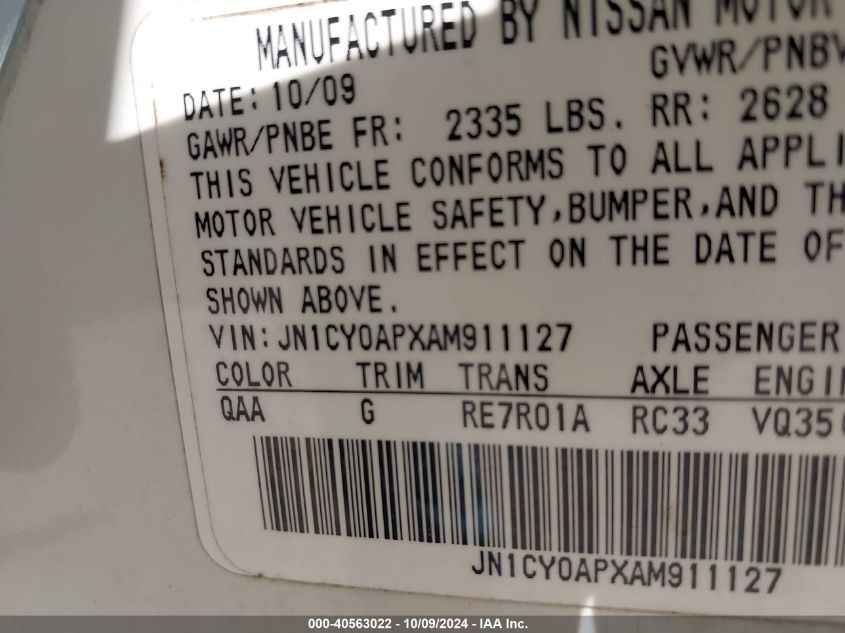 MANUFACTURED BY NISSAN MOTOR
GVWR/PNBV
DATE: 10/09
GAWR/PNBE FR: 2335 LBS. RR: 2628
THIS VEHICLE CONFORMS TO ALL APPLI
MOTOR VEHICLE SAFETY, BUMPER, AND TH
STANDARDS IN EFFECT ON THE DATE OF
SHOWN ABOVE.
VIN: JN1CY0APXAM911127 PASSENGER
COLOR TRIM TRANS AXLE ENGIN
QAA G RE7R01A RC33 VQ35
JN1CY0APXAM911127
000-40563022 - 10/09/2024 - IAA Inc.